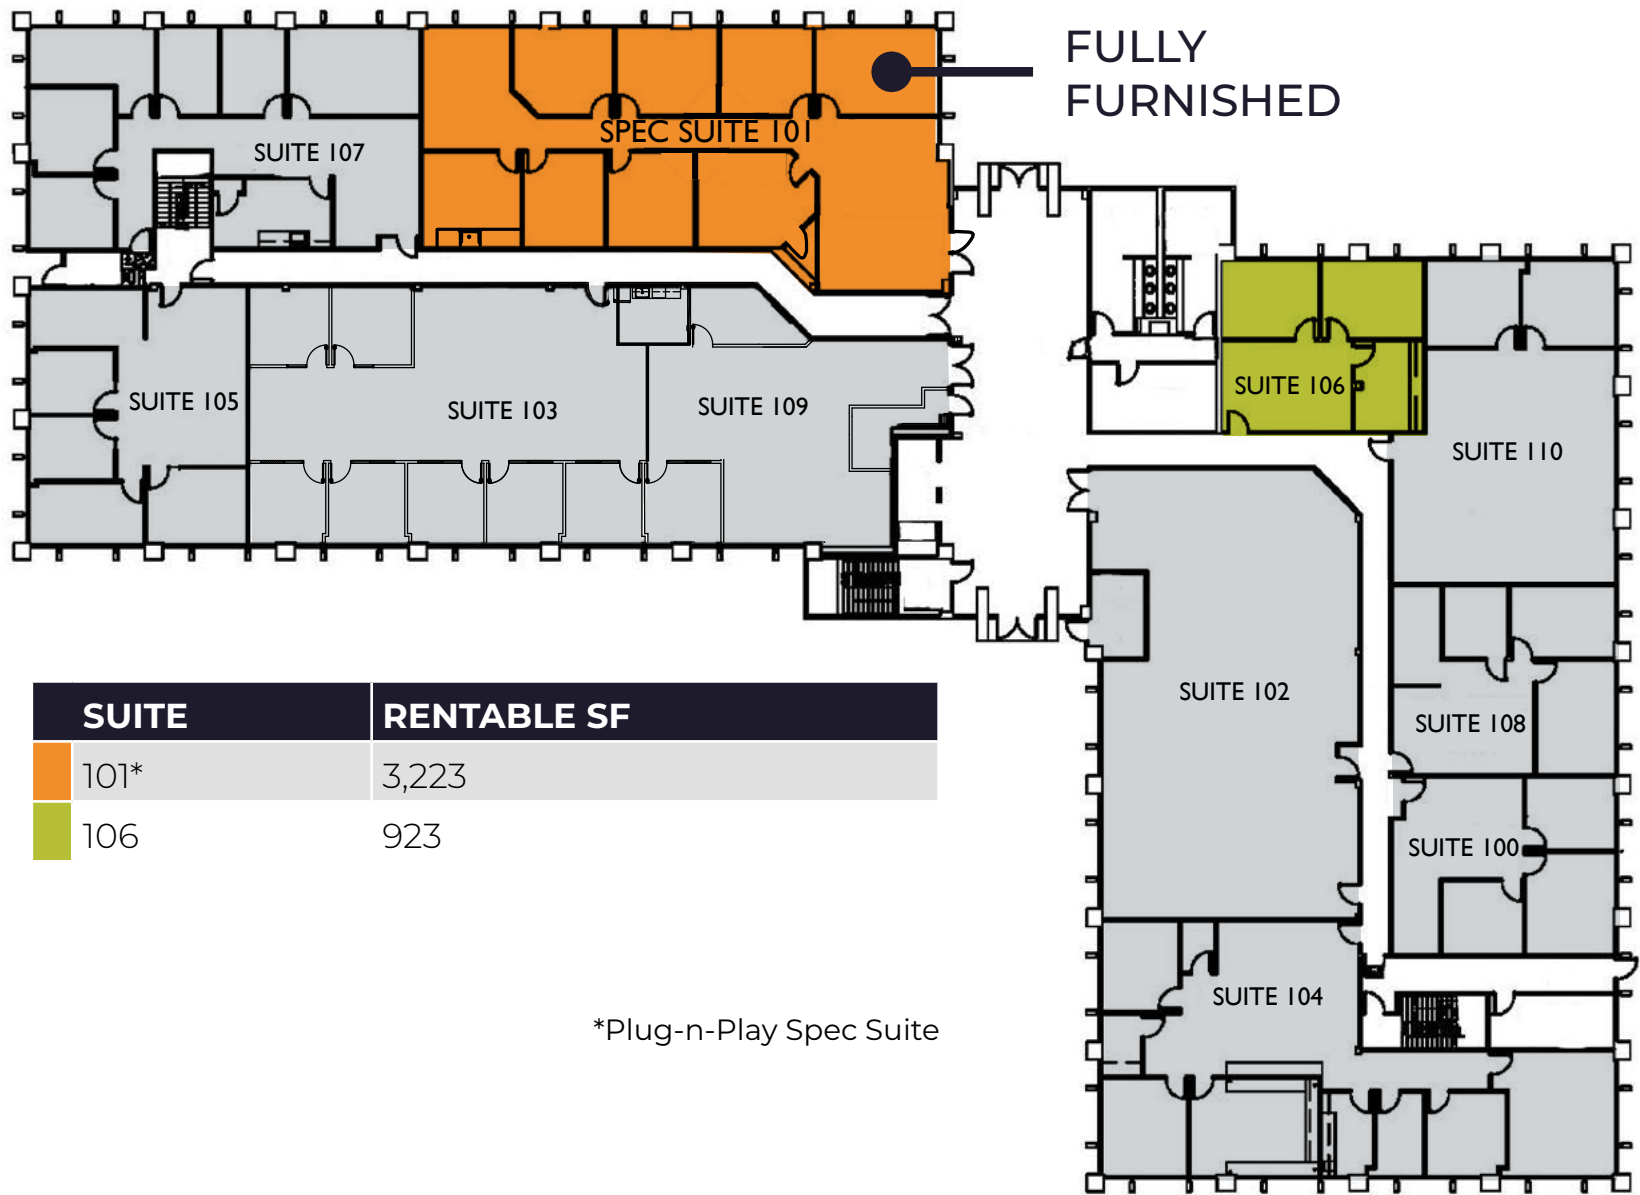 FULLY
FURNISHED
SPEC SUITE 101
SUITE 107
SUITE 106
SUITE 105
SUITE 103
SUITE 109
SUITE 110
SUITE 102
SUITE 108
SUITE 100
SUITE 104
SUITE RENTABLE SF
101* 3,223
106 923
*Plug-n-Play Spec Suite